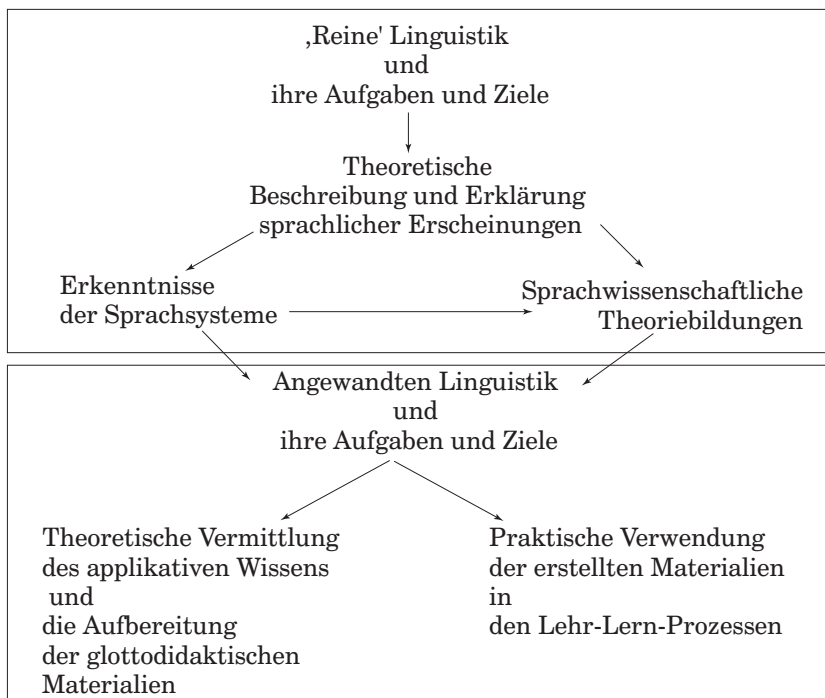 ‚Reine' Linguistik
und
ihre Aufgaben und Ziele
Theoretische
Beschreibung und Erklärung
sprachlicher Erscheinungen
Erkenntnisse
der Sprachsysteme
Sprachwissenschaftliche
Theoriebildungen
Angewandten Linguistik
und
ihre Aufgaben und Ziele
Theoretische Vermittlung
des applikativen Wissens
und
die Aufbereitung
der glottodidaktischen
Materialien
Praktische Verwendung
der erstellten Materialien
in
den Lehr-Lern-Prozessen